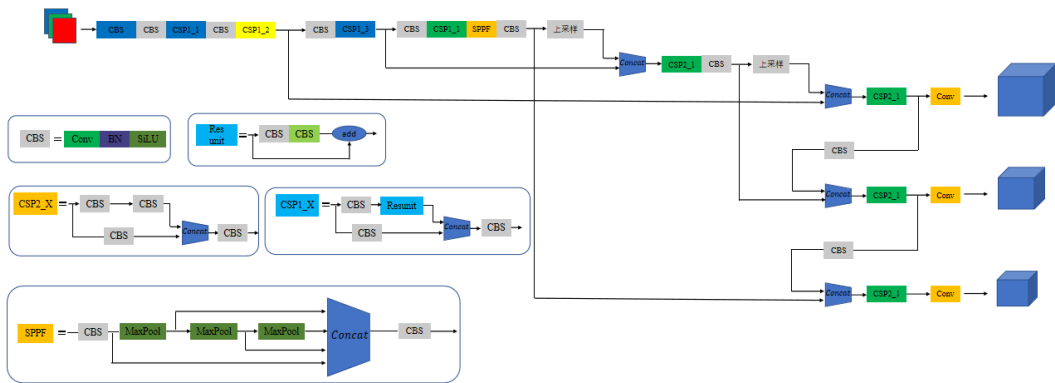 CBS CBS CSP1_1 CBS CSP1_2 CBS CSP1_3 CBS CSP1_1 SPPF CBS 上采样
Concat CSP2_1 CBS 上采样
Concat CSP2_1 Conv
CBS = Conv BN SiLU
Res unit = CBS CBS add
CBS
CSP2_X = CBS CBS
CBS
Concat CBS
CSP1_X = CBS Resunit
CBS
Concat CBS
Concat CSP2_1 Conv
CBS
Concat CSP2_1 Conv
SPPF = CBS MaxPool MaxPool MaxPool Concat CBS